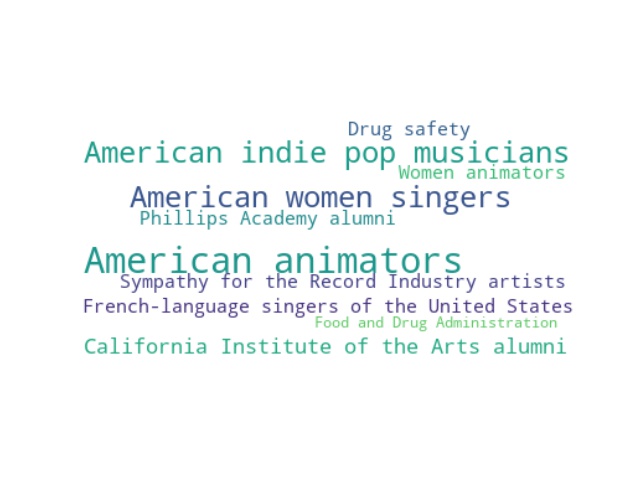 Drug safety
American indie pop musicians
Women animators
American women singers
Phillips Academy alumni
American animators
Sympathy for the Record Industry artists
French-language singers of the United States
Food and Drug Administration
California Institute of the Arts alumni